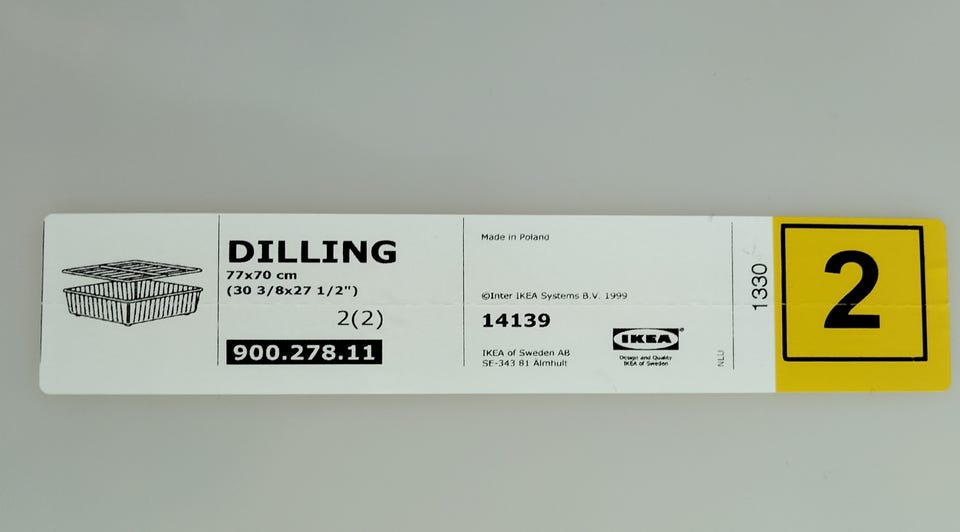 DILLING
77x70 cm
(30 3/8x27 1/2")
2(2)
900.278.11
Made in Poland
©Inter IKEA Systems B.V. 1999
14139
IKEA of Sweden AB
SE-343 81 Älmhult
IKEA®
Design and Quality
IKEA of Sweden
NLU
1330
2